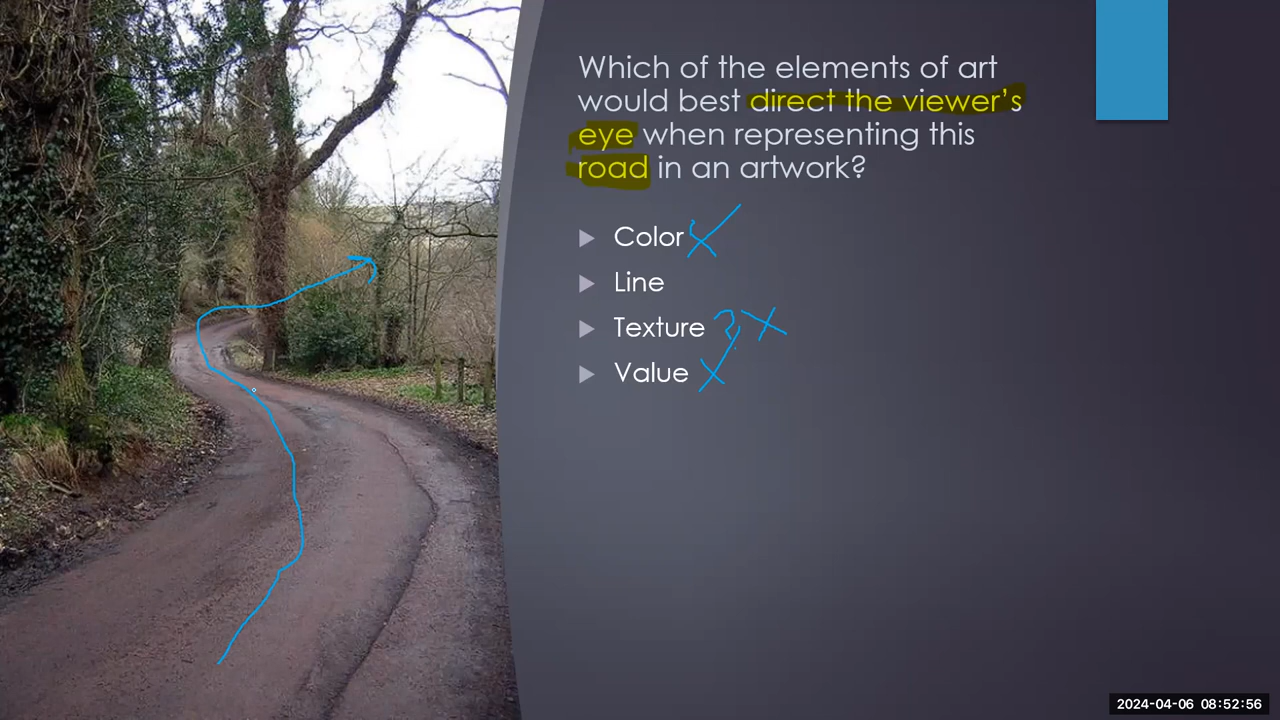 Which of the elements of art
would best direct the viewer's
eye when representing this
road in an artwork?
Color
Line
Texture ?
Value
2024-04-06 08:52:56